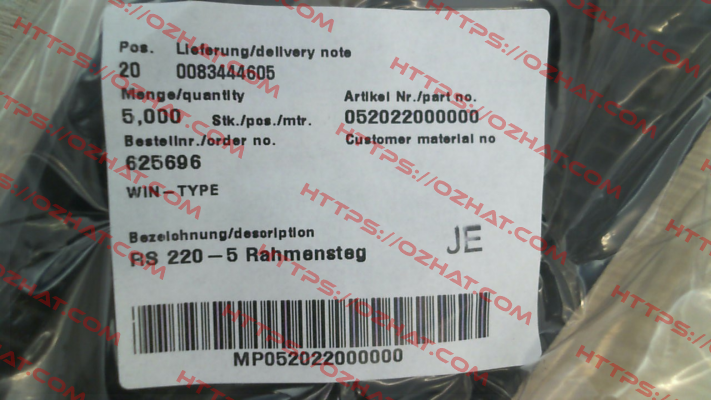 Pos. Lieferung/delivery note
20 0083444605
Menge/quantity Artikel Nr./part no.
5,000 Stk./pcs./mtr. 052022000000
Bestellnr./order no. Customer material no
625696
WIN-TYPE
Bezeichnung/description
RS 220-5 Rahmensteg
JE
MP052022000000
HTTPS://OZHAT.COM